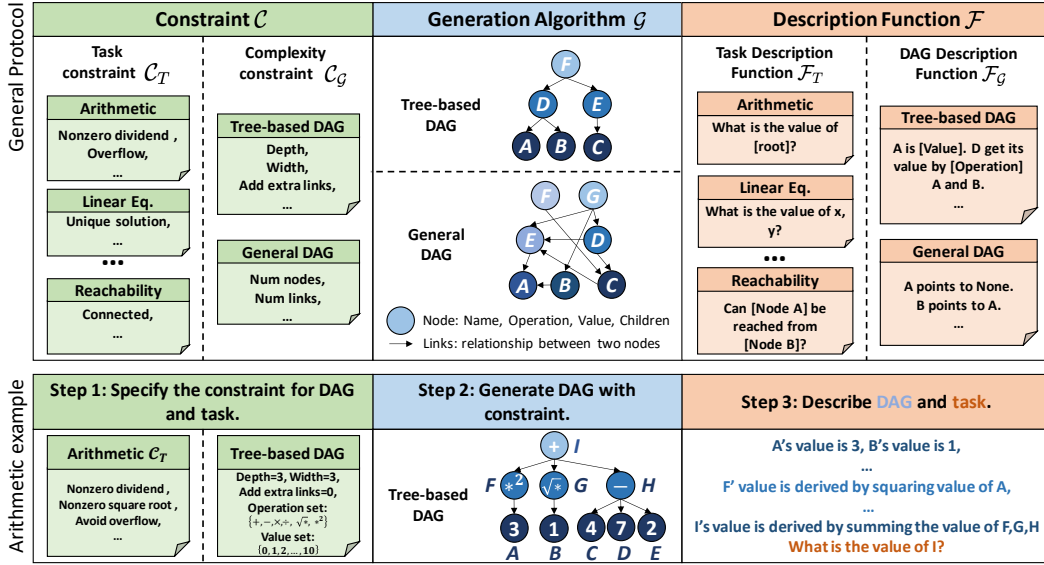 General Protocol
Constraint C
Task
constraint C_T
Arithmetic
Nonzero dividend ,
Overflow,
...
Linear Eq.
Unique solution,
...
...
Reachability
Connected,
...
Complexity
constraint C_G
Tree-based DAG
Depth,
Width,
Add extra links,
...
General DAG
Num nodes,
Num links,
...
Generation Algorithm G
Tree-based
DAG
F
D E
A B C
General
DAG
F G
E D
A B C
Node: Name, Operation, Value, Children
Links: relationship between two nodes
Description Function F
Task Description
Function F_T
Arithmetic
What is the value of
[root]?
Linear Eq.
What is the value of x,
y?
...
Reachability
Can [Node A] be
reached from
[Node B]?
DAG Description
Function F_G
Tree-based DAG
A is [Value]. D get its
value by [Operation]
A and B.
...
General DAG
A points to None.
B points to A.
...
Arithmetic example
Step 1: Specify the constraint for DAG
and task.
Arithmetic C_T
Nonzero dividend ,
Nonzero square root ,
Avoid overflow,
...
Tree-based DAG
Depth=3, Width=3,
Add extra links=0,
Operation set:
{+,−,×,÷, √*, *²}
Value set:
{0,1,2,...,10}
Step 2: Generate DAG with
constraint.
Tree-based
DAG
+ I
F *² √* G − H
3 1 4 7 2
A B C D E
Step 3: Describe DAG and task.
A's value is 3, B's value is 1,
...
F' value is derived by squaring value of A,
...
I's value is derived by summing the value of F,G,H
What is the value of I?